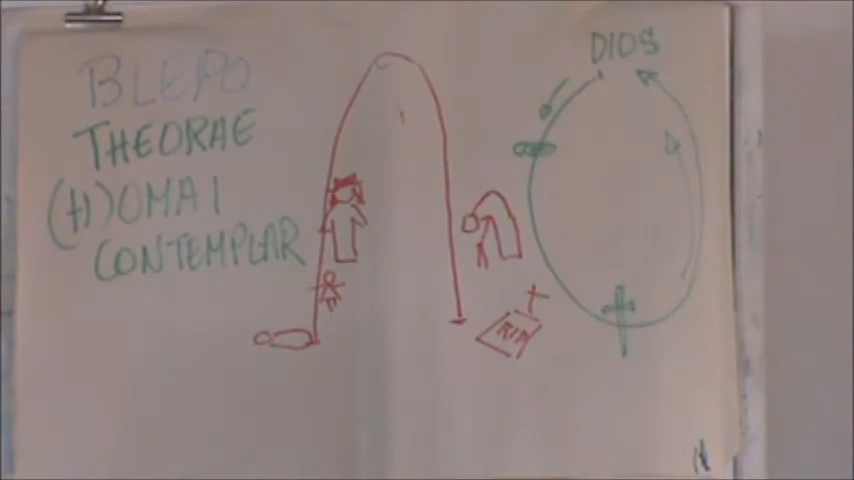 BLEPO
THEORAE
(H)OMAI
CONTEMPLAR
DIOS
RIP